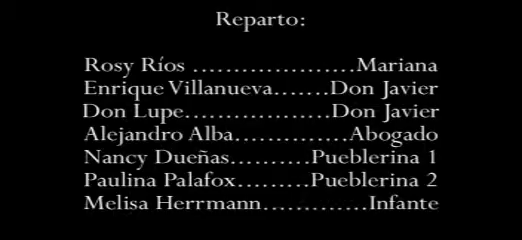 Reparto:
Rosy Ríos .....................Mariana
Enrique Villanueva.......Don Javier
Don Lupe..................Don Javier
Alejandro Alba..............Abogado
Nancy Dueñas..........Pueblerina 1
Paulina Palafox.........Pueblerina 2
Melisa Herrmann.............Infante